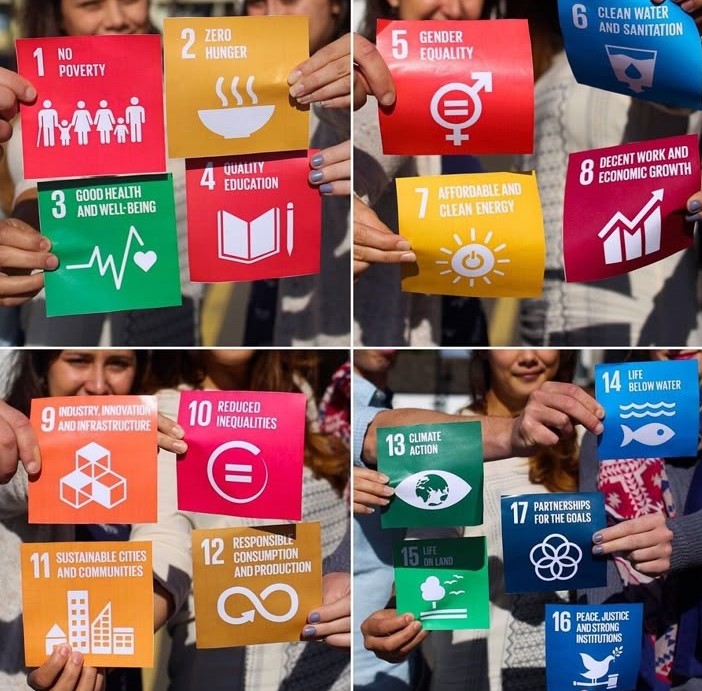 1 NO
POVERTY
2 ZERO
HUNGER
3 GOOD HEALTH
AND WELL-BEING
4 QUALITY
EDUCATION
5 GENDER
EQUALITY
6 CLEAN WATER
AND SANITATION
7 AFFORDABLE AND
CLEAN ENERGY
8 DECENT WORK AND
ECONOMIC GROWTH
9 INDUSTRY, INNOVATION
AND INFRASTRUCTURE
10 REDUCED
INEQUALITIES
11 SUSTAINABLE CITIES
AND COMMUNITIES
12 RESPONSIBLE
CONSUMPTION
AND PRODUCTION
13 CLIMATE
ACTION
14 LIFE
BELOW WATER
17 PARTNERSHIPS
FOR THE GOALS
15 LIFE
ON LAND
16 PEACE, JUSTICE
AND STRONG
INSTITUTIONS